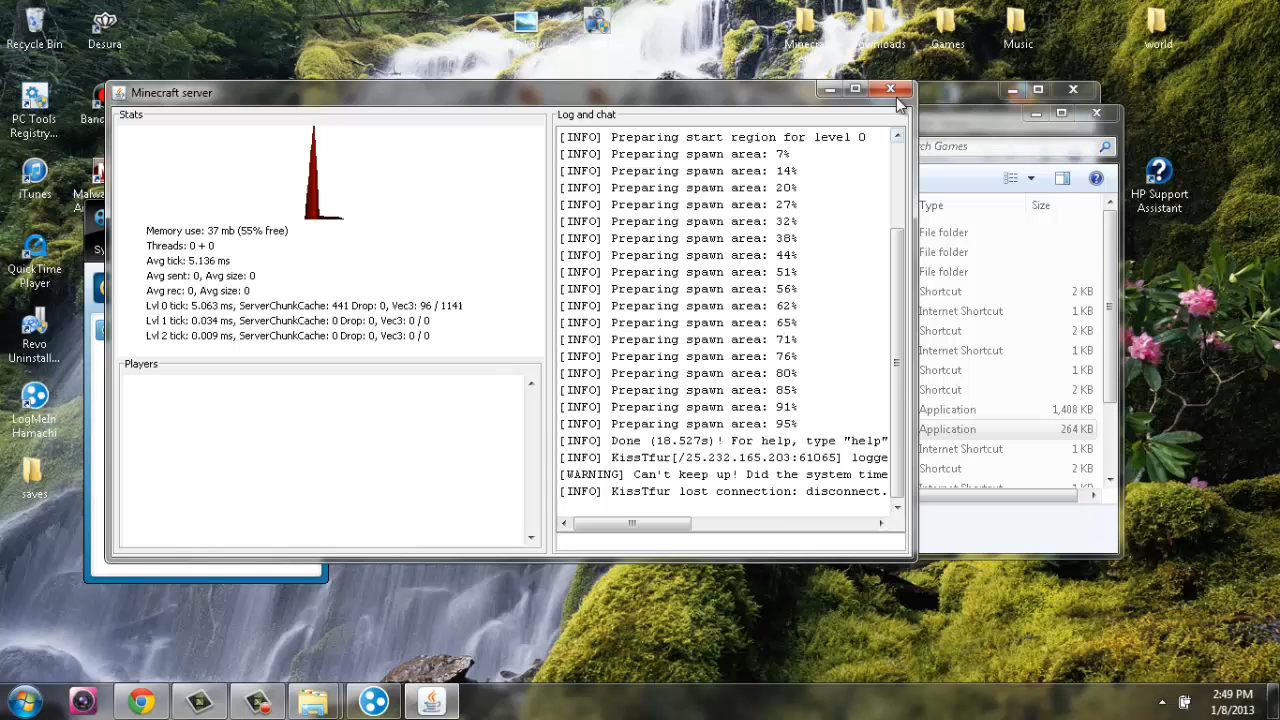 Recycle Bin
Desura
Minecr
Downloads
Games
Music
world
PC Tools
Registry...
Band
iTunes
Malwa
QuickTime
Player
Revo
Uninstall...
LogMeIn
Hamachi
saves
HP Support
Assistant
Minecraft server
Stats
Memory use: 37 mb (55% free)
Threads: 0 + 0
Avg tick: 5.136 ms
Avg sent: 0, Avg size: 0
Avg rec: 0, Avg size: 0
Lvl 0 tick: 5.063 ms, ServerChunkCache: 441 Drop: 0, Vec3: 96 / 1141
Lvl 1 tick: 0.034 ms, ServerChunkCache: 0 Drop: 0, Vec3: 0 / 0
Lvl 2 tick: 0.009 ms, ServerChunkCache: 0 Drop: 0, Vec3: 0 / 0
Players
Log and chat
[INFO] Preparing start region for level 0
[INFO] Preparing spawn area: 7%
[INFO] Preparing spawn area: 14%
[INFO] Preparing spawn area: 20%
[INFO] Preparing spawn area: 27%
[INFO] Preparing spawn area: 32%
[INFO] Preparing spawn area: 38%
[INFO] Preparing spawn area: 44%
[INFO] Preparing spawn area: 51%
[INFO] Preparing spawn area: 56%
[INFO] Preparing spawn area: 62%
[INFO] Preparing spawn area: 65%
[INFO] Preparing spawn area: 71%
[INFO] Preparing spawn area: 76%
[INFO] Preparing spawn area: 80%
[INFO] Preparing spawn area: 85%
[INFO] Preparing spawn area: 91%
[INFO] Preparing spawn area: 95%
[INFO] Done (18.527s)! For help, type "help"
[INFO] KissTfur[/25.232.165.203:61065] logge
[WARNING] Can't keep up! Did the system time
[INFO] KissTfur lost connection: disconnect.
rch Games
Type Size
File folder
File folder
File folder
Shortcut 2 KB
Internet Shortcut 1 KB
Shortcut 2 KB
Internet Shortcut 1 KB
Shortcut 2 KB
Shortcut 2 KB
Application 1,408 KB
Application 264 KB
Internet Shortcut 1 KB
Shortcut 2 KB
Internet Shortcut 1 KB
2:49 PM
1/8/2013